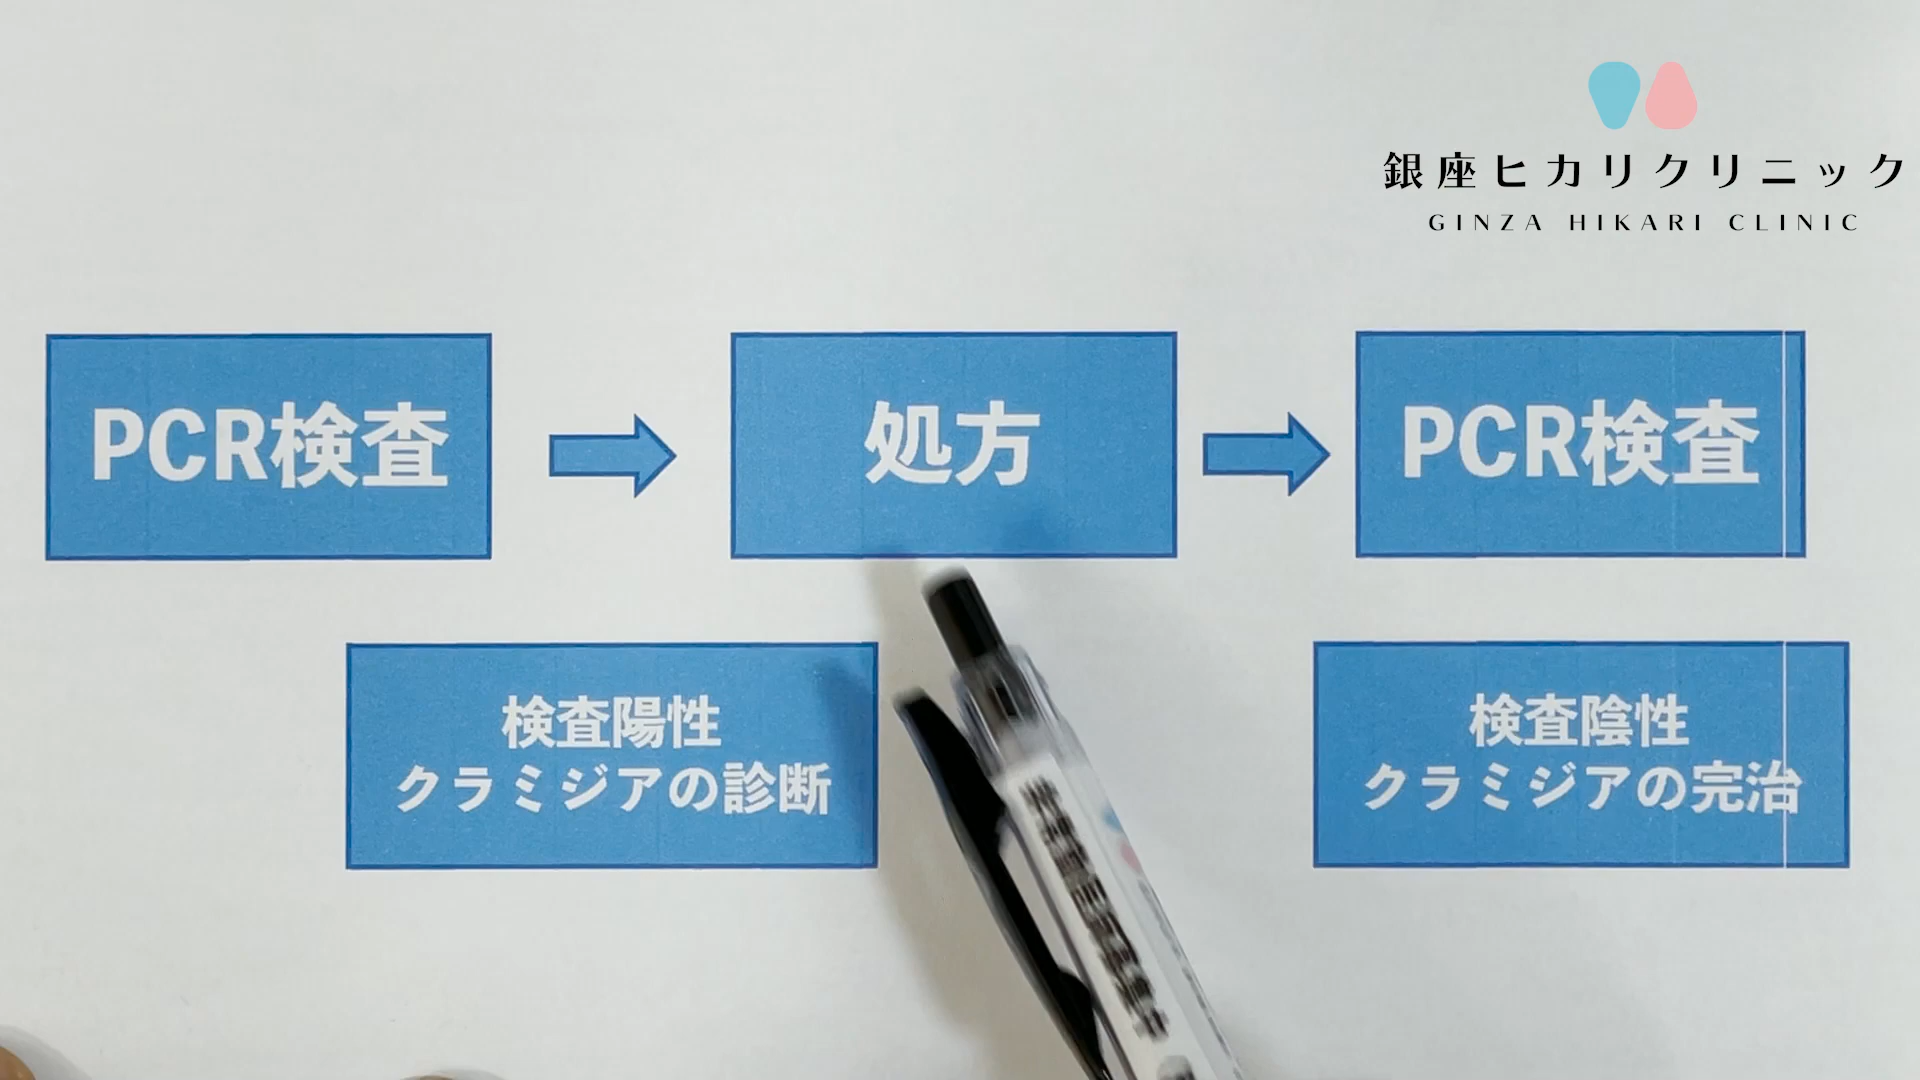 銀座ヒカリクリニック
GINZA HIKARI CLINIC
PCR検査
処方
PCR検査
検査陽性
クラミジアの診断
検査陰性
クラミジアの完治